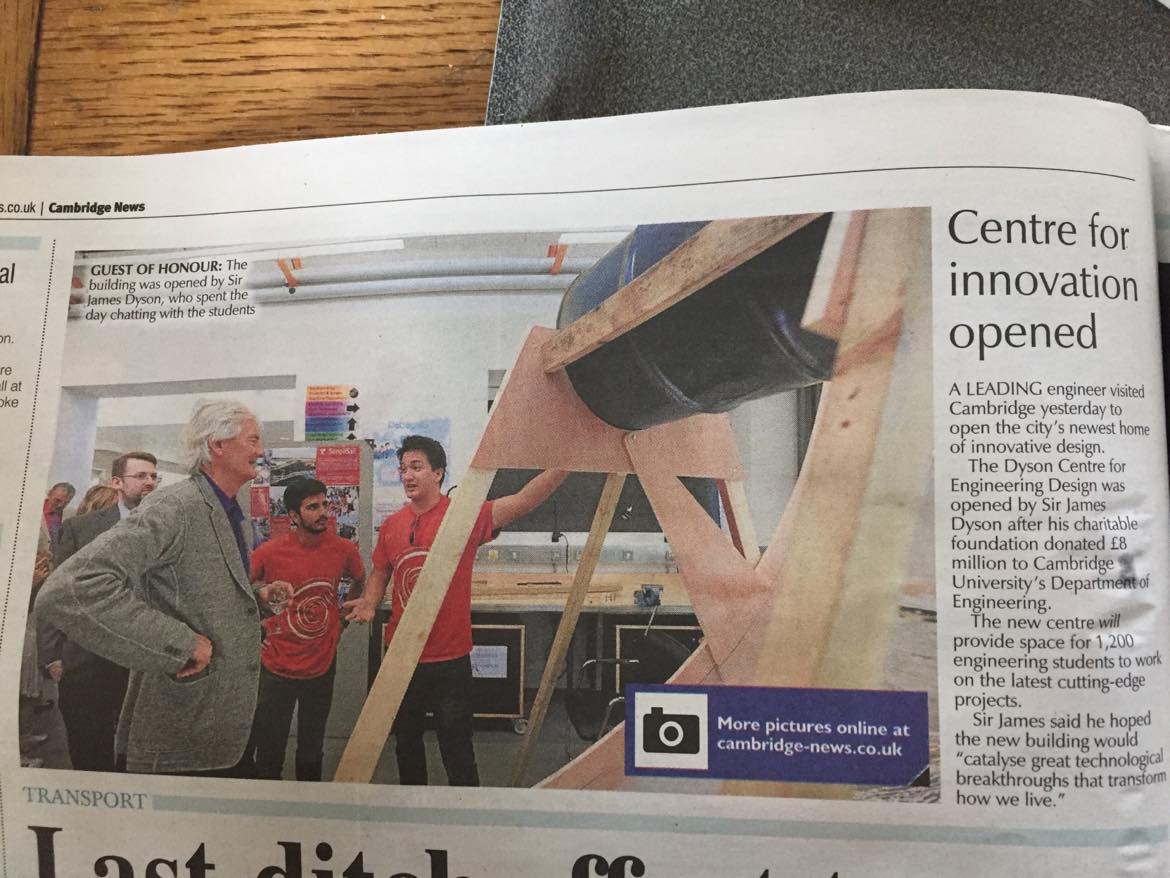 s.co.uk | Cambridge News
al
on.
re
ll at
oke
GUEST OF HONOUR: The
building was opened by Sir
James Dyson, who spent the
day chatting with the students
SimpliSail
More pictures online at
cambridge-news.co.uk
Centre for
innovation
opened
A LEADING engineer visited
Cambridge yesterday to
open the city's newest home
of innovative design.
The Dyson Centre for
Engineering Design was
opened by Sir James
Dyson after his charitable
foundation donated £8
million to Cambridge
University's Department of
Engineering.
The new centre will
provide space for 1,200
engineering students to work
on the latest cutting-edge
projects.
Sir James said he hoped
the new building would
"catalyse great technological
breakthroughs that transform
how we live."
TRANSPORT
Last ditch